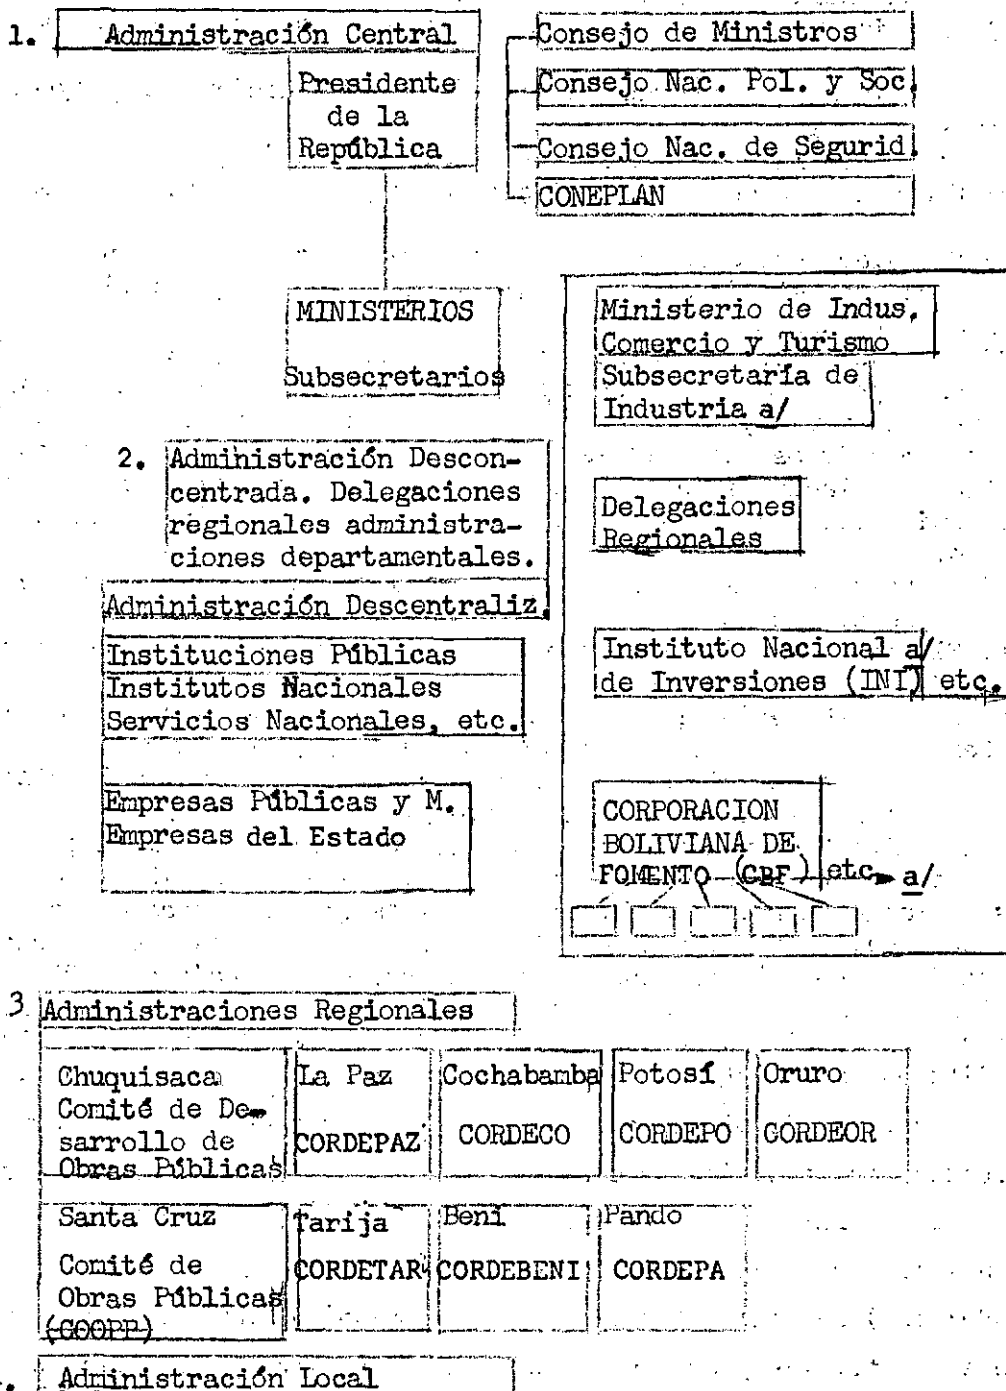 1. Administración Central
Presidente
de la
República
Consejo de Ministros
Consejo Nac. Pol. y Soc.
Consejo Nac. de Segurid.
CONEPLAN
MINISTERIOS
Subsecretarios
Ministerio de Indus.
Comercio y Turismo
Subsecretaría de
Industria a/
2. Administración Descon-
centrada. Delegaciones
regionales administra-
ciones departamentales.
Delegaciones
Regionales
Administración Descentraliz.
Instituciones Públicas
Institutos Nacionales
Servicios Nacionales, etc.
Instituto Nacional a/
de Inversiones (INI) etc.
Empresas Públicas y M.
Empresas del Estado
CORPORACION
BOLIVIANA DE
FOMENTO (CBF) etc. a/
3 Administraciones Regionales
Chuquisaca
Comité de De-
sarrollo de
Obras Públicas
La Paz
CORDEPAZ
Cochabamba
CORDECO
Potosí
CORDEPO
Oruro
CORDEOR
Santa Cruz
Comité de
Obras Públicas
(COOPP)
Tarija
CORDETAR
Beni
CORDEBENI
Pando
CORDEPA
Administración Local